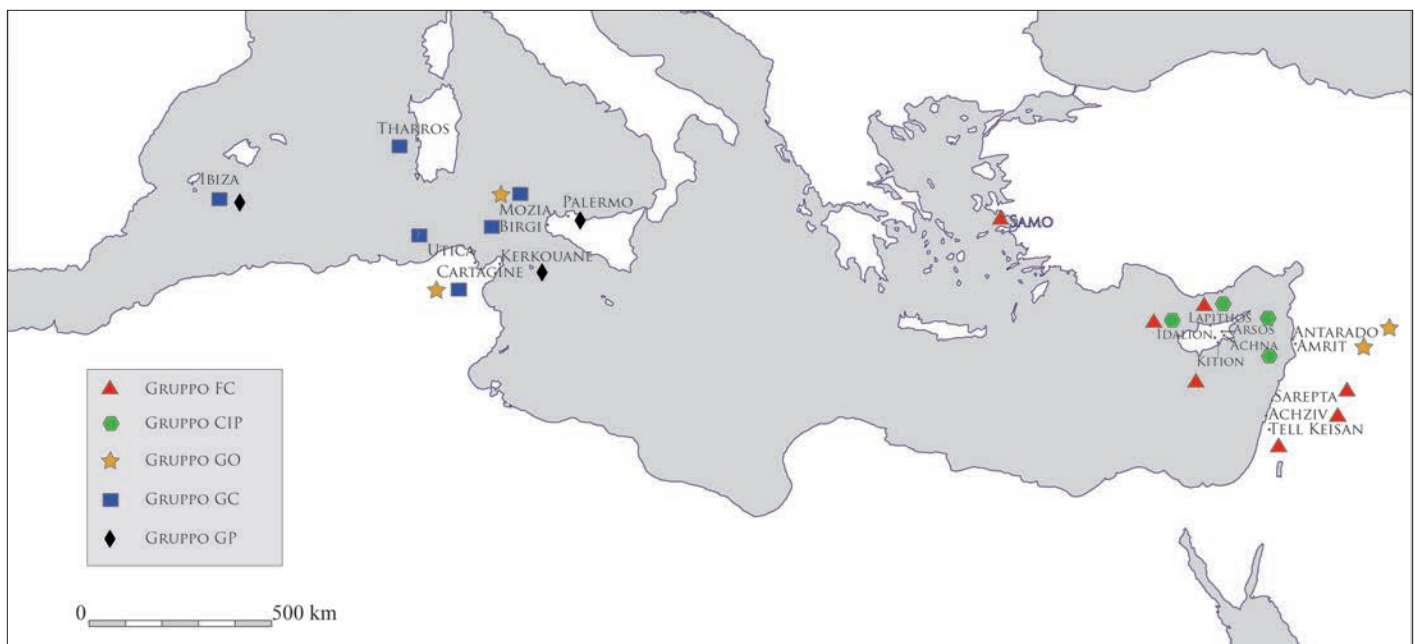 Tharros
Ibiza
Mozia
Birgi
Palermo
Utica
Cartagine
Kerkouane
Samo
Lapithos
Idalion
Arsos
Achna
Kition
Antarado
Amrit
Sarepta
Achziv
Tell Keisan
Gruppo FC
Gruppo CIP
Gruppo GO
Gruppo GC
Gruppo GP
0 500 km